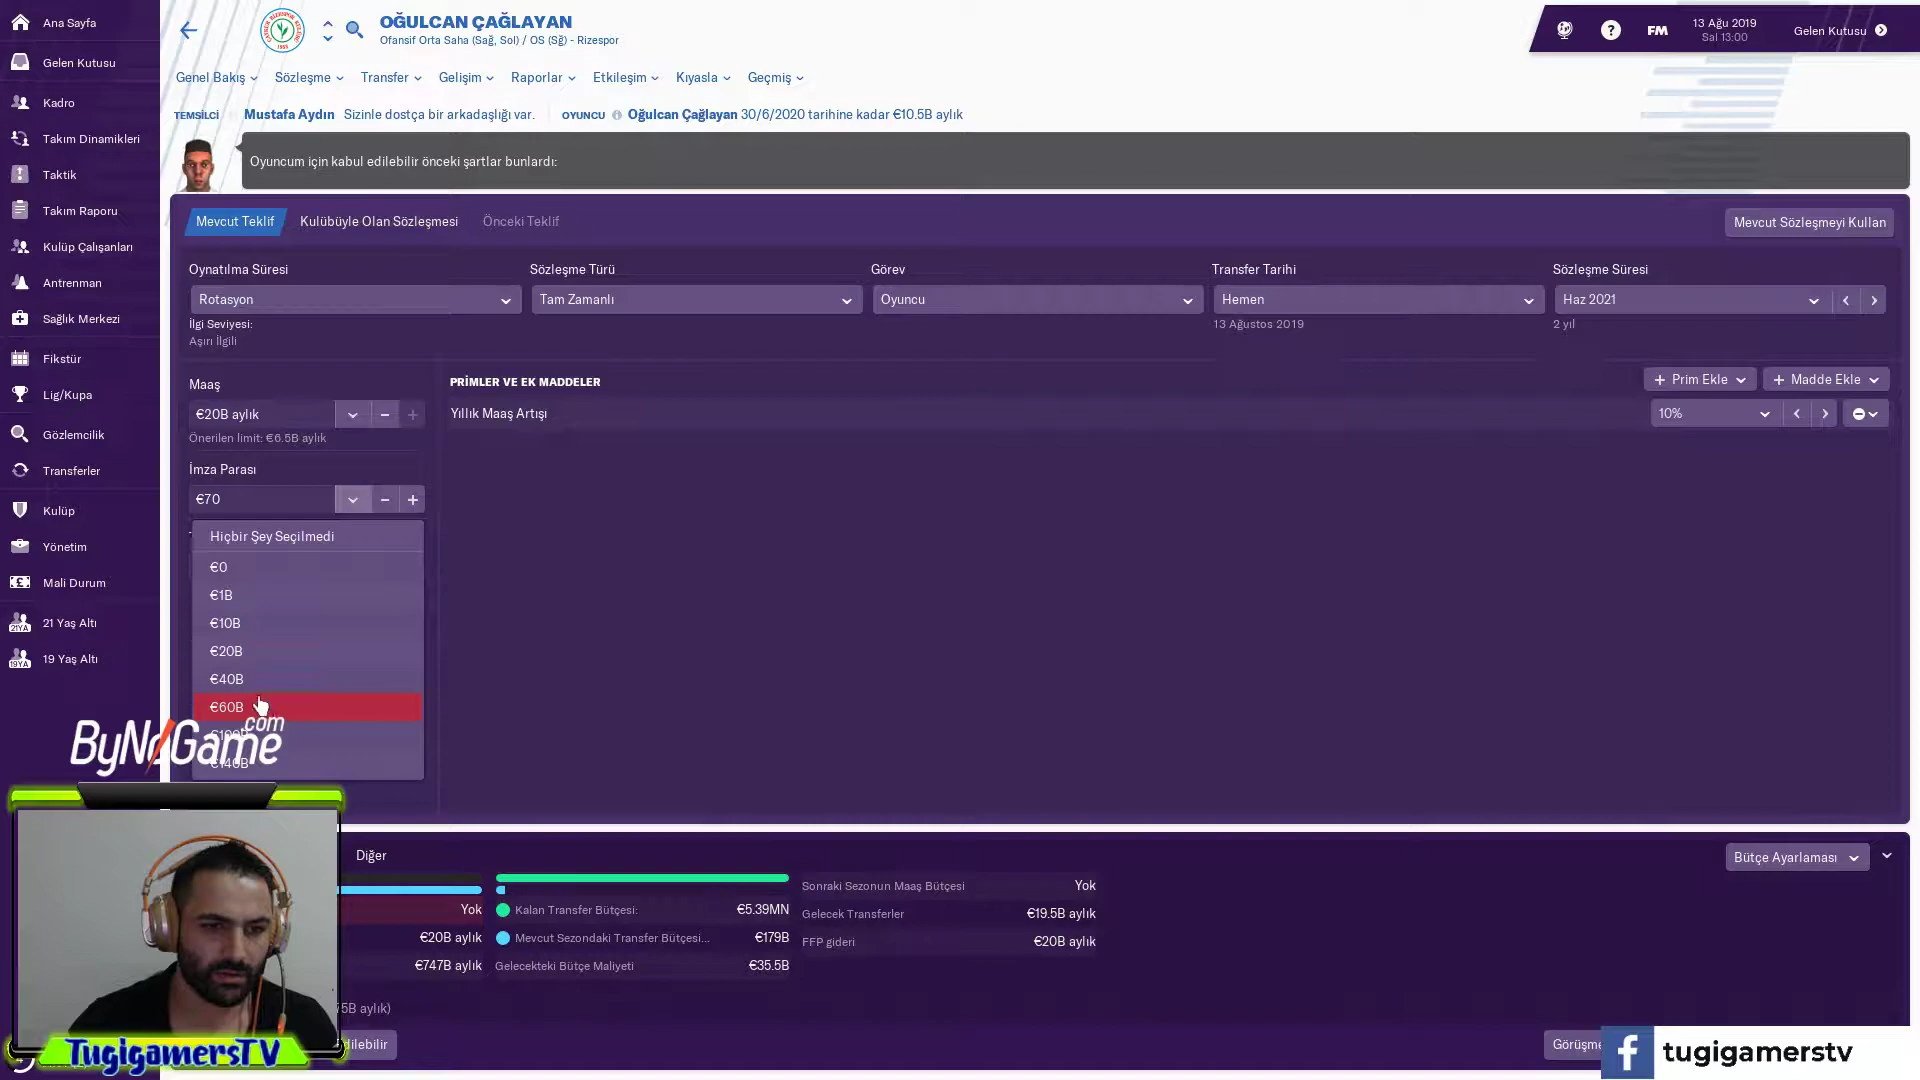 Ana Sayfa
Gelen Kutusu
Kadro
Takım Dinamikleri
Taktik
Takım Raporu
Kulüp Çalışanları
Antrenman
Sağlık Merkezi
Fikstür
Lig/Kupa
Gözlemcilik
Transferler
Kulüp
Yönetim
Mali Durum
21 Yaş Altı
19 Yaş Altı
OĞULCAN ÇAĞLAYAN
Ofansif Orta Saha (Sağ, Sol) / OS (Sğ) - Rizespor
? FM 13 Ağu 2019
Sal 13:00
Gelen Kutusu
Genel Bakış Sözleşme Transfer Gelişim Raporlar Etkileşim Kıyasla Geçmiş
TEMSİLCİ Mustafa Aydın Sizinle dostça bir arkadaşlığı var. OYUNCU Oğulcan Çağlayan 30/6/2020 tarihine kadar €10.5B aylık
Oyuncum için kabul edilebilir önceki şartlar bunlardı:
Mevcut Teklif Kulübüyle Olan Sözleşmesi Önceki Teklif Mevcut Sözleşmeyi Kullan
Oynatılma Süresi Sözleşme Türü Görev Transfer Tarihi Sözleşme Süresi
Rotasyon Tam Zamanlı Oyuncu Hemen Haz 2021
İlgi Seviyesi: 13 Ağustos 2019 2 yıl
Aşırı İlgili
Maaş
€20B aylık
Önerilen limit: €6.5B aylık
İmza Parası
€70
Hiçbir Şey Seçilmedi
€0
€1B
€10B
€20B
€40B
€60B
€140B
PRİMLER VE EK MADDELER + Prim Ekle + Madde Ekle
Yıllık Maaş Artışı 10%
ByNoGame.com
Diğer Bütçe Ayarlaması
Yok
€20B aylık
€747B aylık
Kalan Transfer Bütçesi: €5.39MN
Mevcut Sezondaki Transfer Bütçesi... €179B
Gelecekteki Bütçe Maliyeti €35.5B
Sonraki Sezonun Maaş Bütçesi Yok
Gelecek Transferler €19.5B aylık
FFP gideri €20B aylık
5B aylık)
dilebilir
Görüşme
TugigamersTV
f tugigamerstv